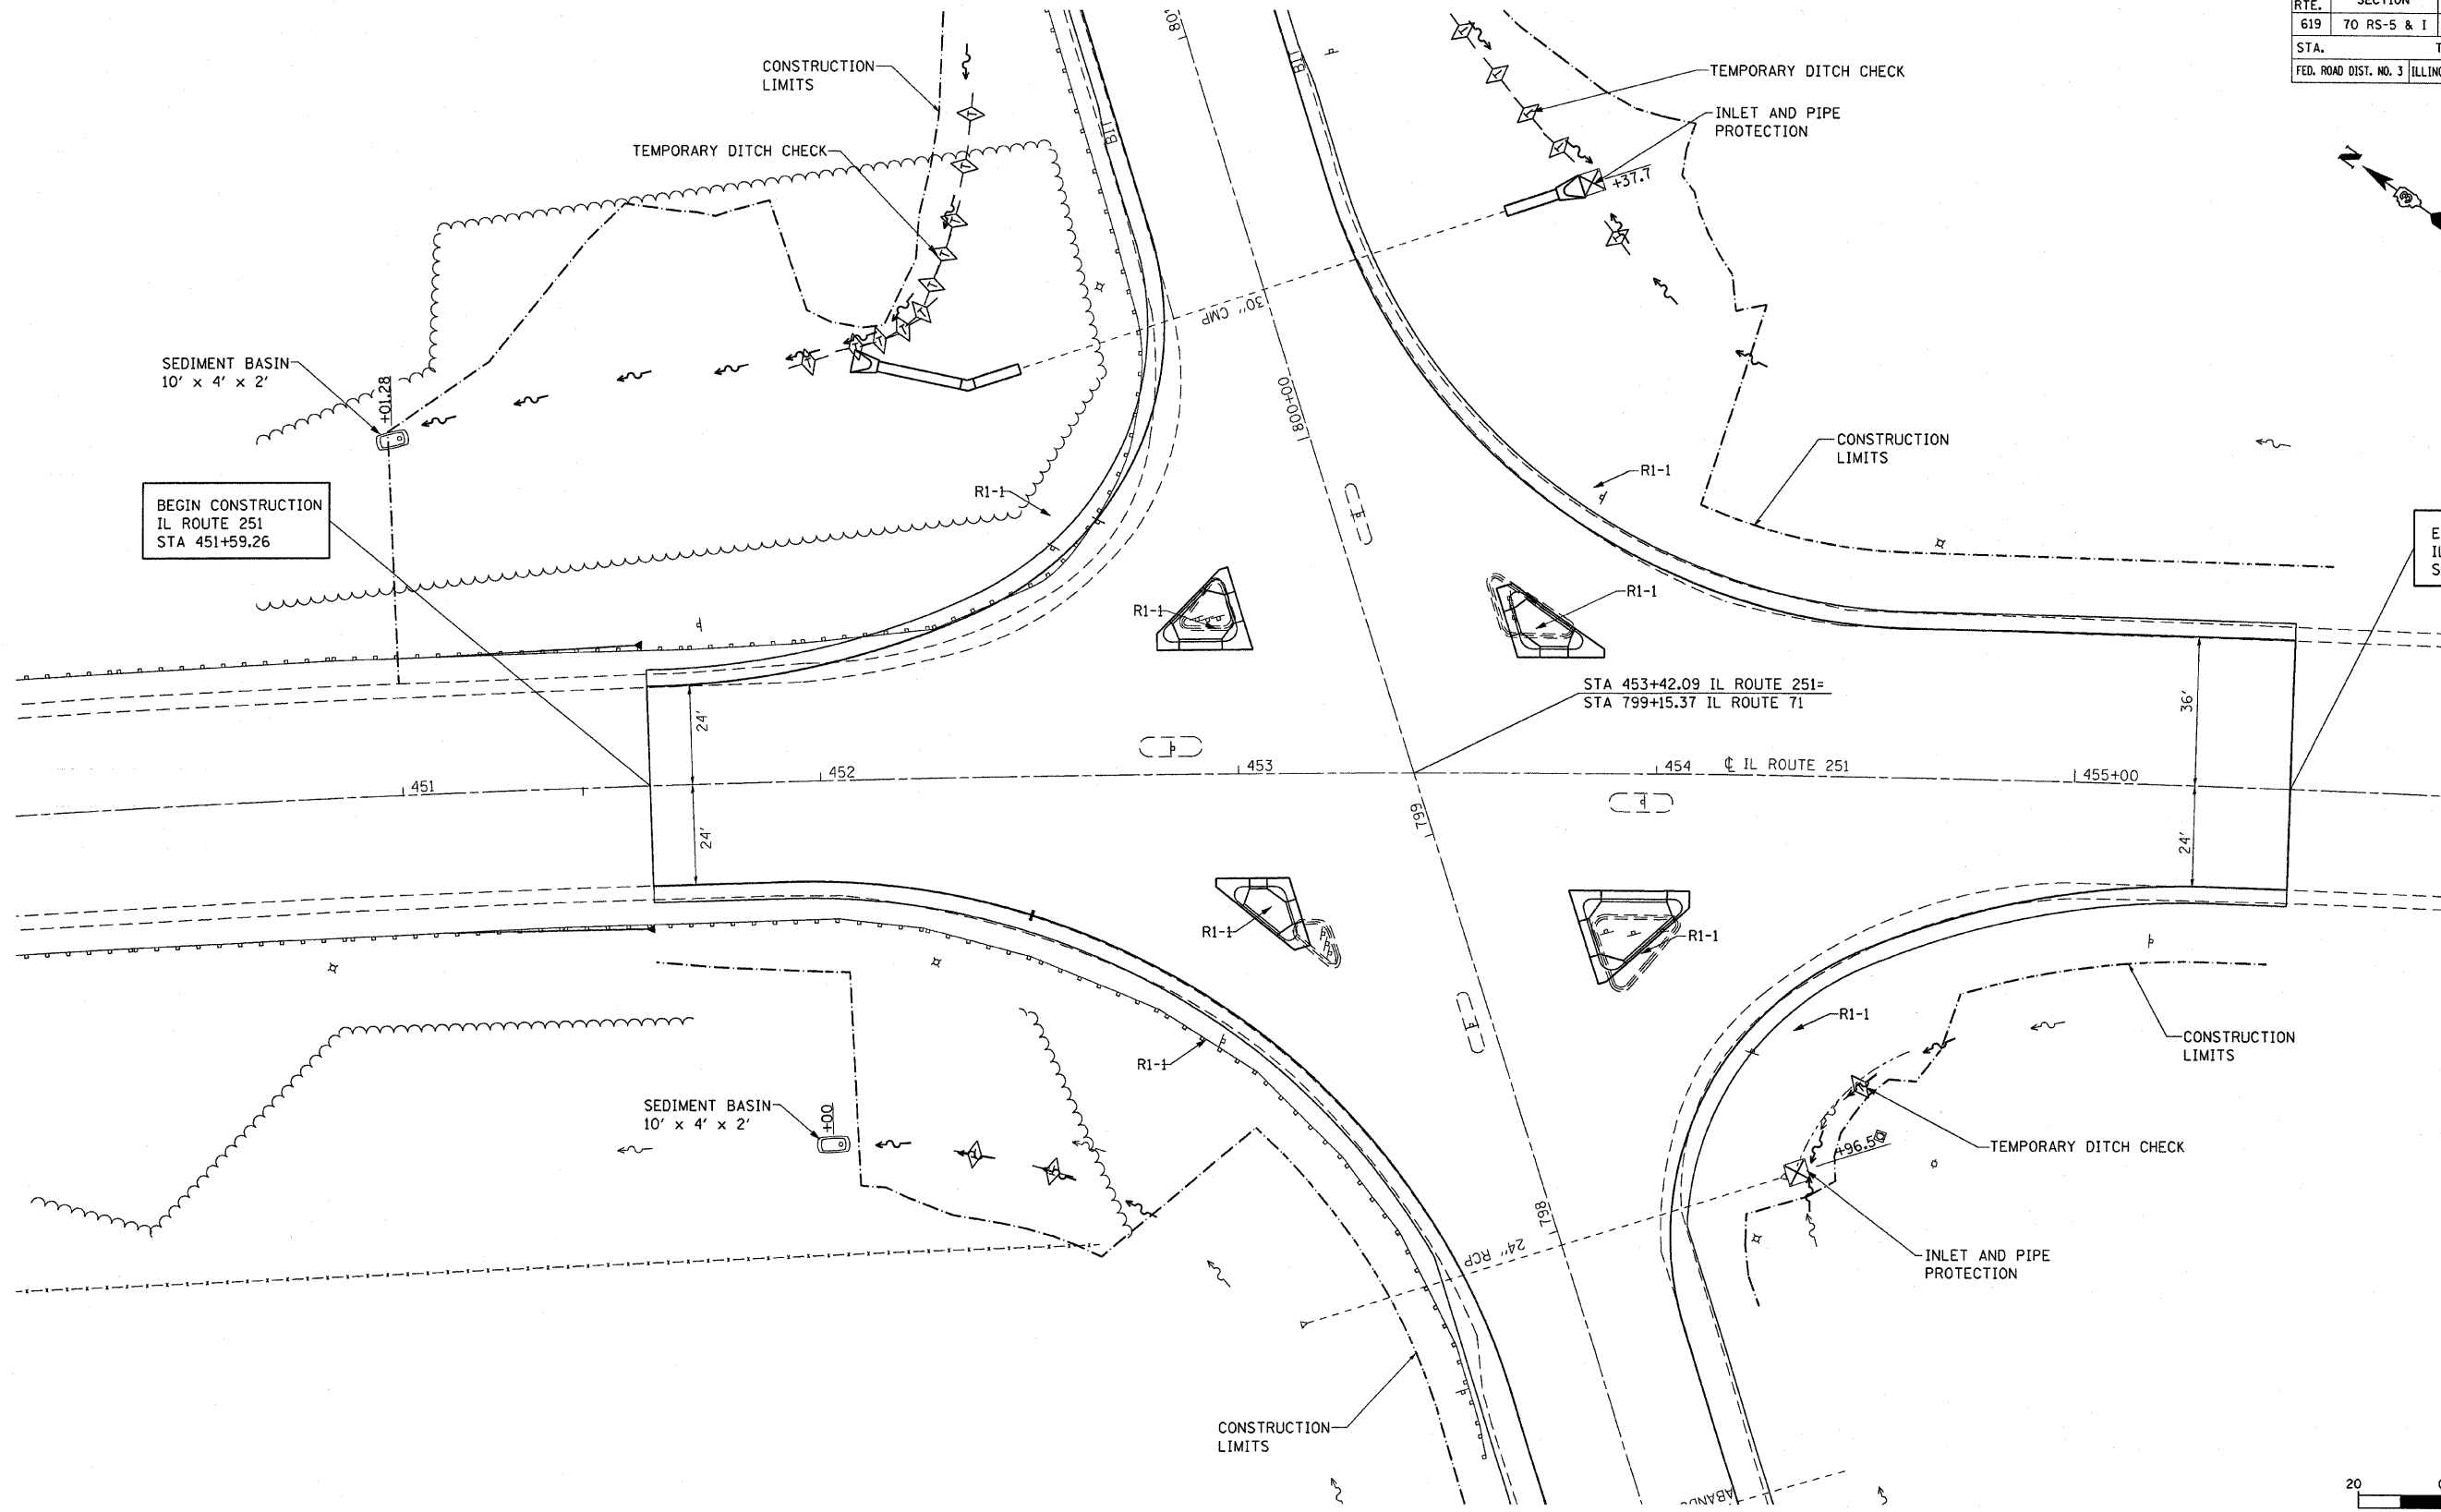 RTE.
SECTION
619 70 RS-5 & I
STA.
FED. ROAD DIST. NO. 3
N
3
CONSTRUCTION
LIMITS
801
BIT
BIT
TEMPORARY DITCH CHECK
INLET AND PIPE
PROTECTION
+37.7
TEMPORARY DITCH CHECK
30" CMP
SEDIMENT BASIN
10' x 4' x 2'
+01.28
800+00
CONSTRUCTION
LIMITS
BEGIN CONSTRUCTION
IL ROUTE 251
STA 451+59.26
R1-1
R1-1
R1-1
R1-1
STA 453+42.09 IL ROUTE 251=
STA 799+15.37 IL ROUTE 71
24'
36'
451
452
453
454
℄ IL ROUTE 251
455+00
799
24'
24'
R1-1
R1-1
R1-1
R1-1
CONSTRUCTION
LIMITS
SEDIMENT BASIN
10' x 4' x 2'
+00
TEMPORARY DITCH CHECK
+96.5
798
24" RCP
INLET AND PIPE
PROTECTION
CONSTRUCTION
LIMITS
20